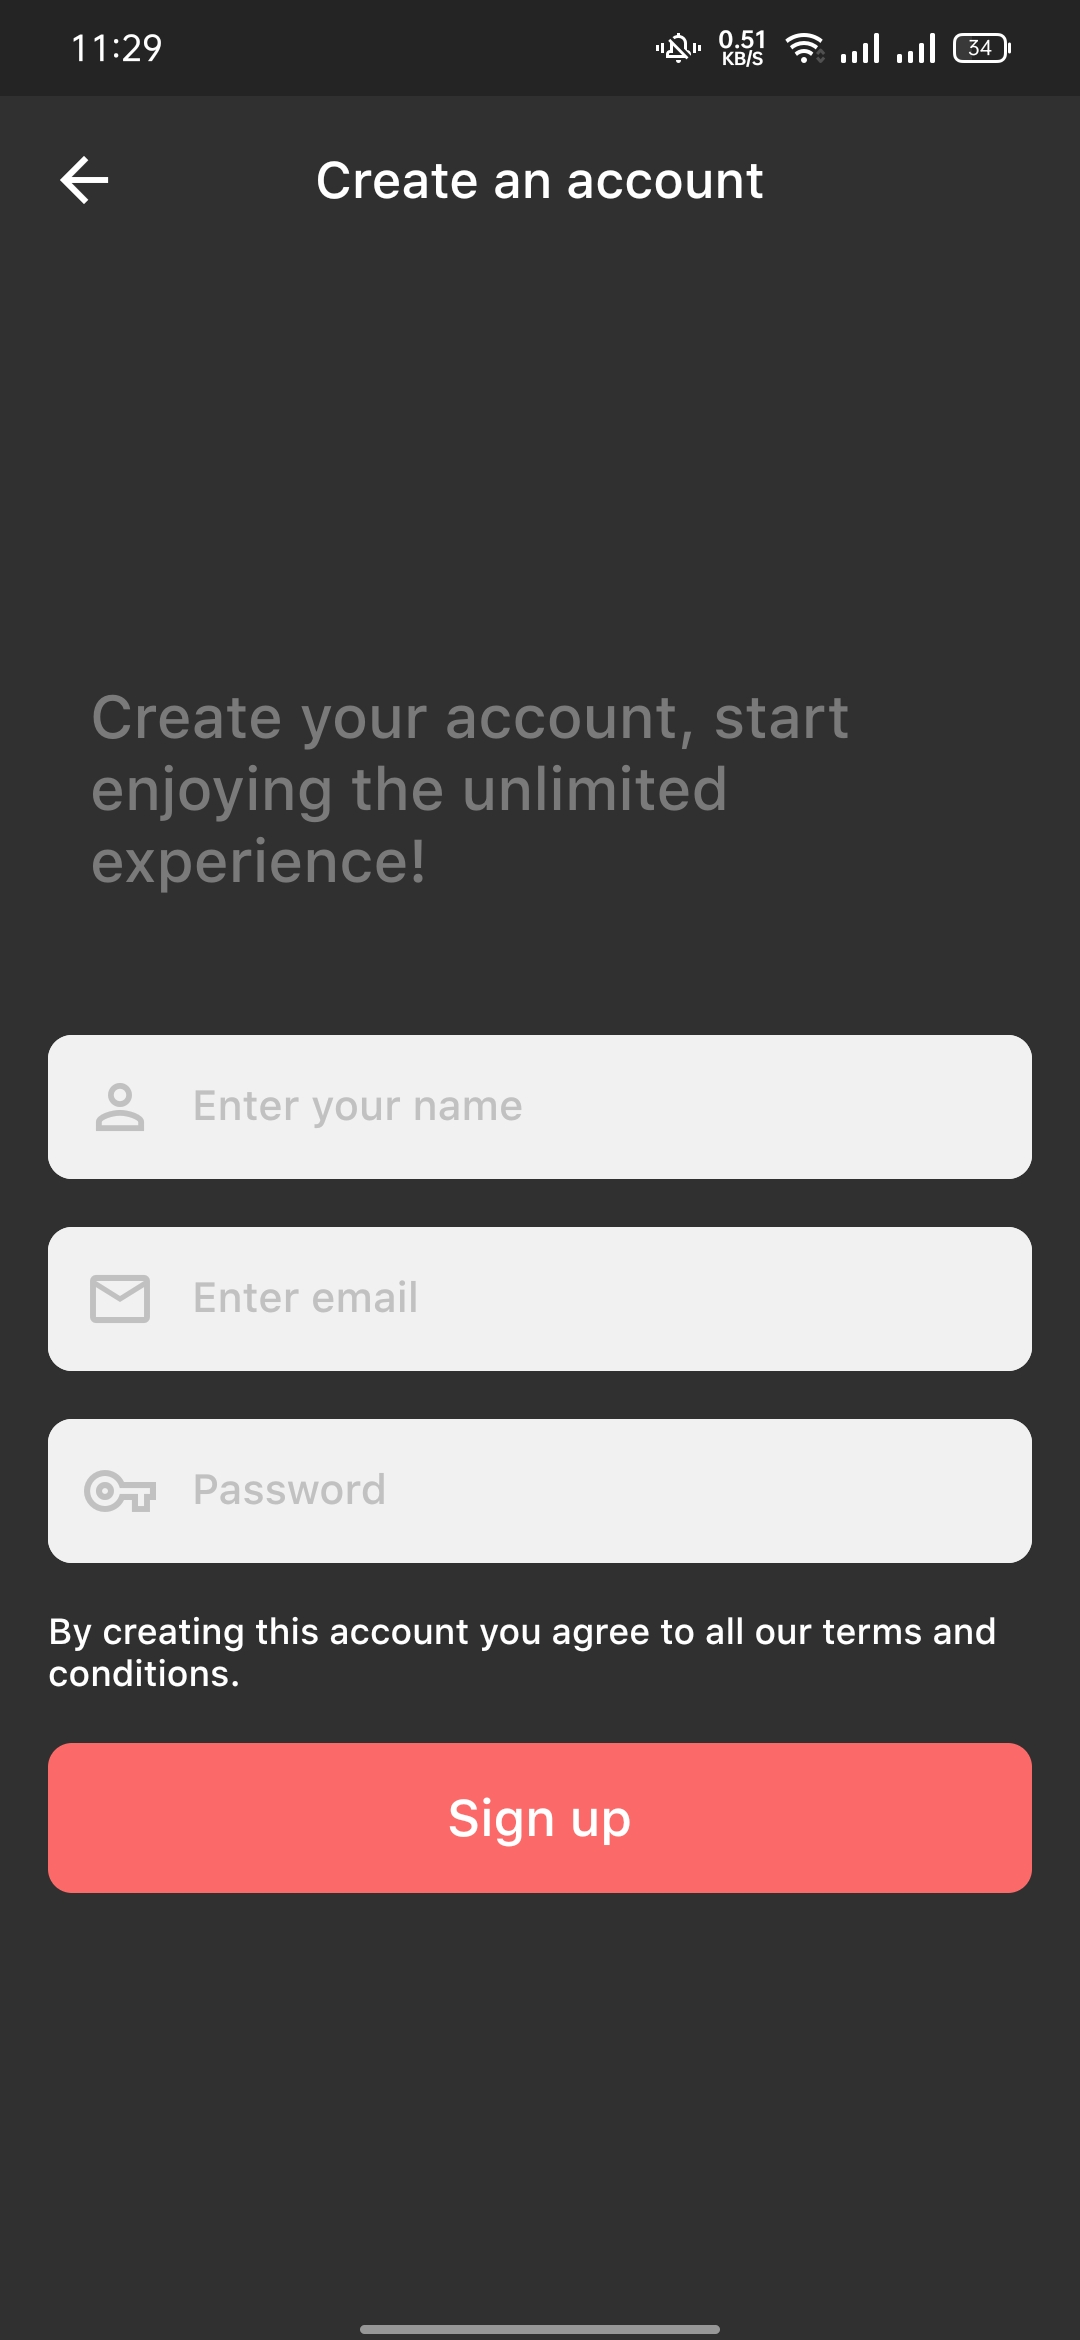 11:29
0.51
KB/S
34
Create an account
Create your account, start
enjoying the unlimited
experience!
Enter your name
Enter email
Password
By creating this account you agree to all our terms and
conditions.
Sign up